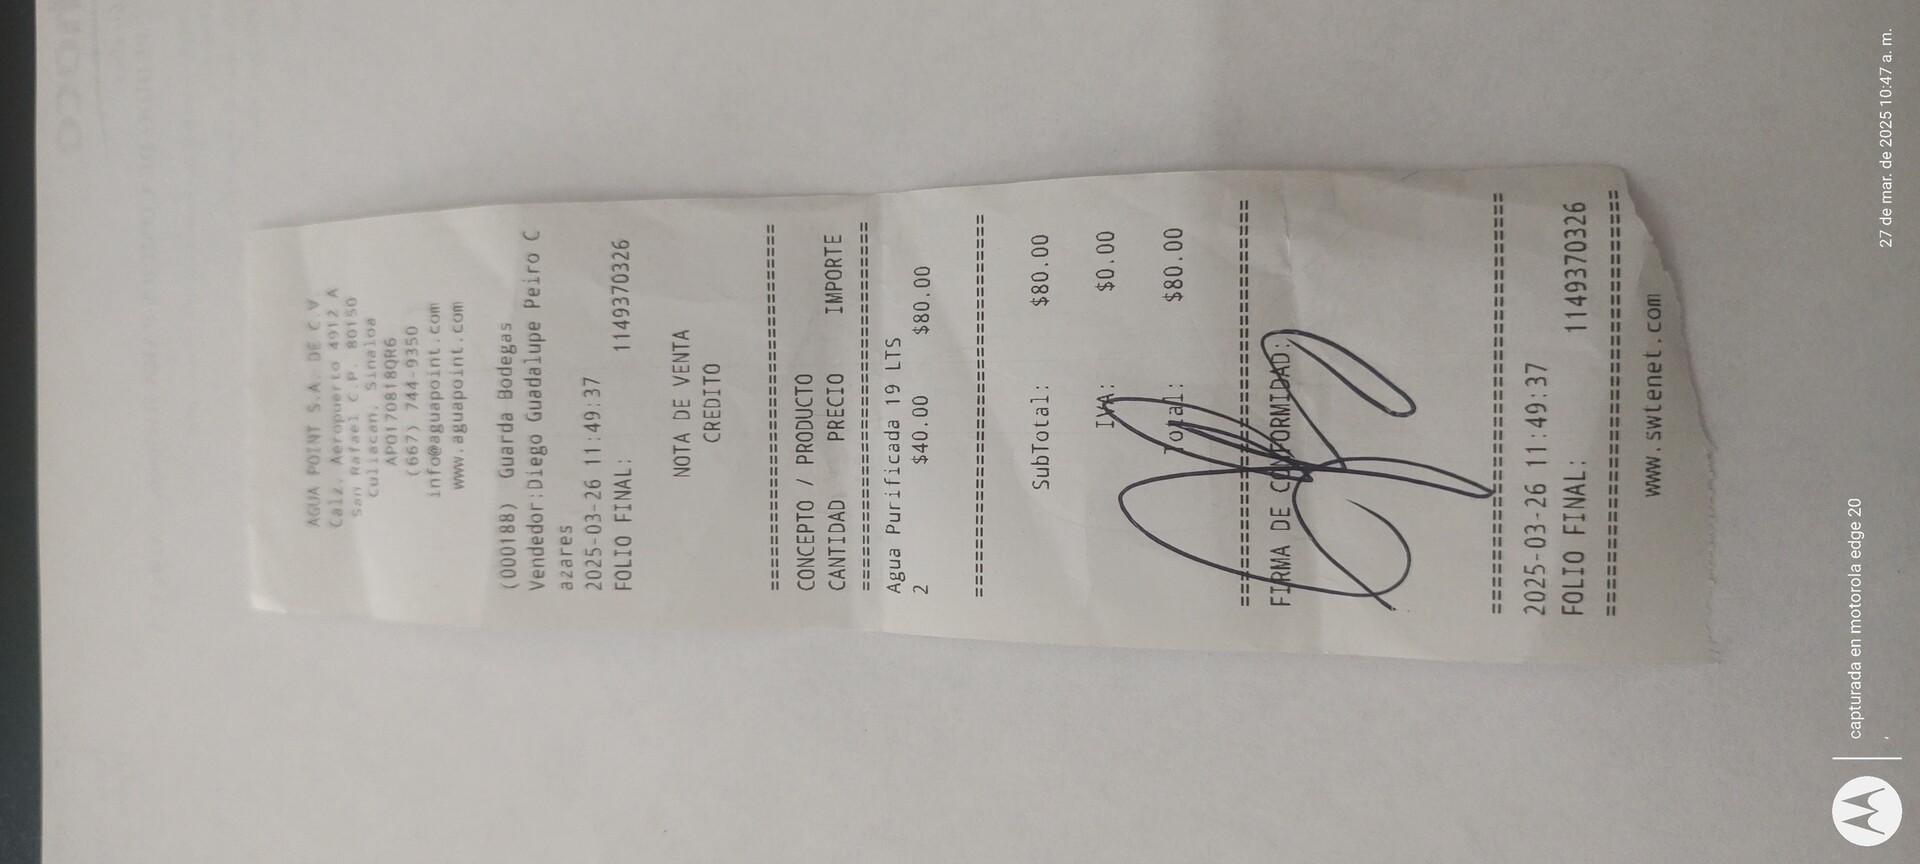 AGUA POINT S.A. DE C.V.
Calz. Aeropuerto 4912 A
San Rafael C.P. 80150
Culiacan, Sinaloa
APO170818QR6
(667) 744-9350
info@aguapoint.com
www.aguapoint.com
(000188) Guarda Bodegas
Vendedor:Diego Guadalupe Peiro C
azares
2025-03-26 11:49:37
FOLIO FINAL: 1149370326
NOTA DE VENTA
CREDITO
================================
CONCEPTO / PRODUCTO
CANTIDAD PRECIO IMPORTE
================================
Agua Purificada 19 LTS
2 $40.00 $80.00
================================
SubTotal: $80.00
IVA: $0.00
Total: $80.00
================================
FIRMA DE CONFORMIDAD:
================================
2025-03-26 11:49:37
FOLIO FINAL: 1149370326
================================
www.swtenet.com
capturada en motorola edge 20
27 de mar. de 2025 10:47 a. m.